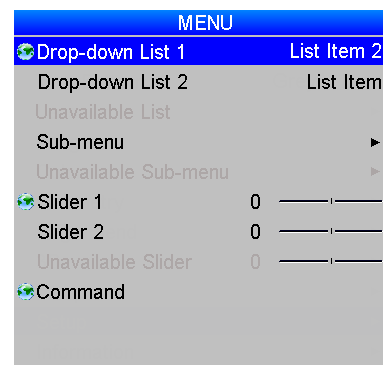 MENU
Drop-down List 1 List Item 2
Drop-down List 2 List Item
Unavailable List
Sub-menu
Unavailable Sub-menu
Slider 1 0
Slider 2 0
Unavailable Slider 0
Command